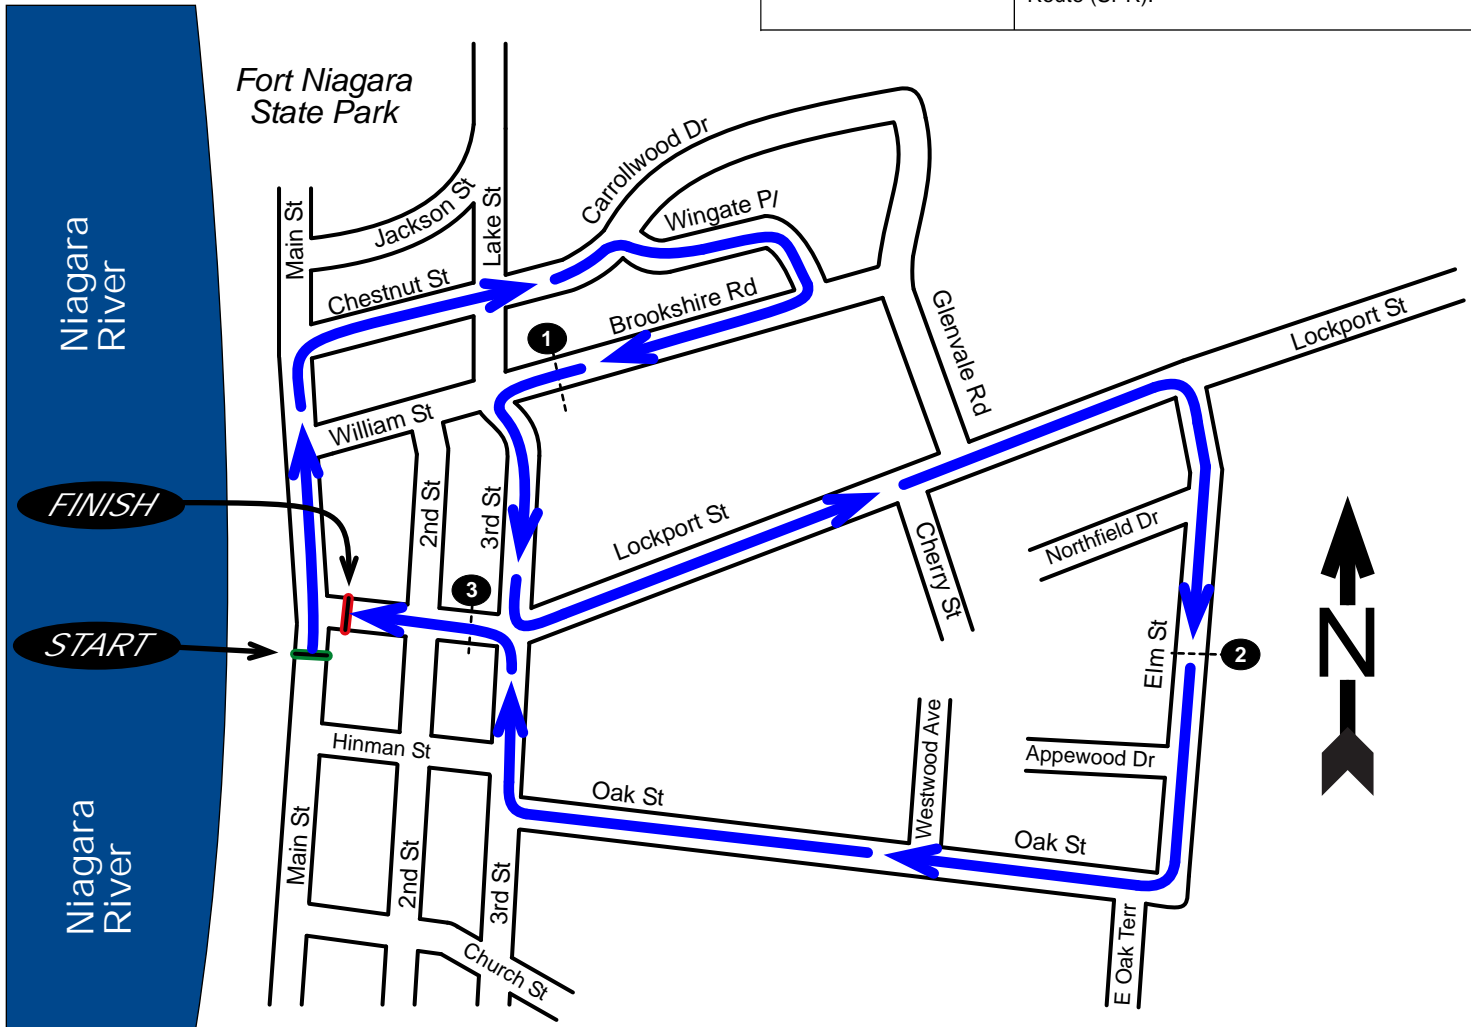 Fort Niagara
State Park
Carrollwood Dr
Jackson St
Lake St
Main St
Wingate Pl
Niagara
River
Chestnut St
Brookshire Rd
Glenvale Rd
Lockport St
1
William St
FINISH
2nd St
3rd St
Lockport St
Northfield Dr
Cherry St
3
START
N
Elm St
2
Hinman St
Westwood Ave
Appewood Dr
Oak St
Niagara
River
Main St
2nd St
3rd St
Oak St
Church St
E Oak Terr